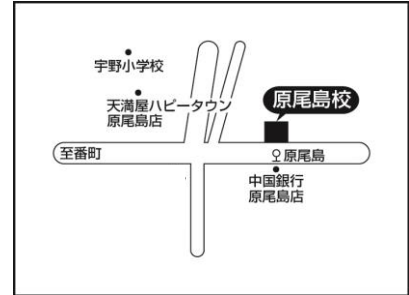 宇野小学校
天満屋ハピータウン
原尾島店
原尾島校
至番町
原尾島
中国銀行
原尾島店